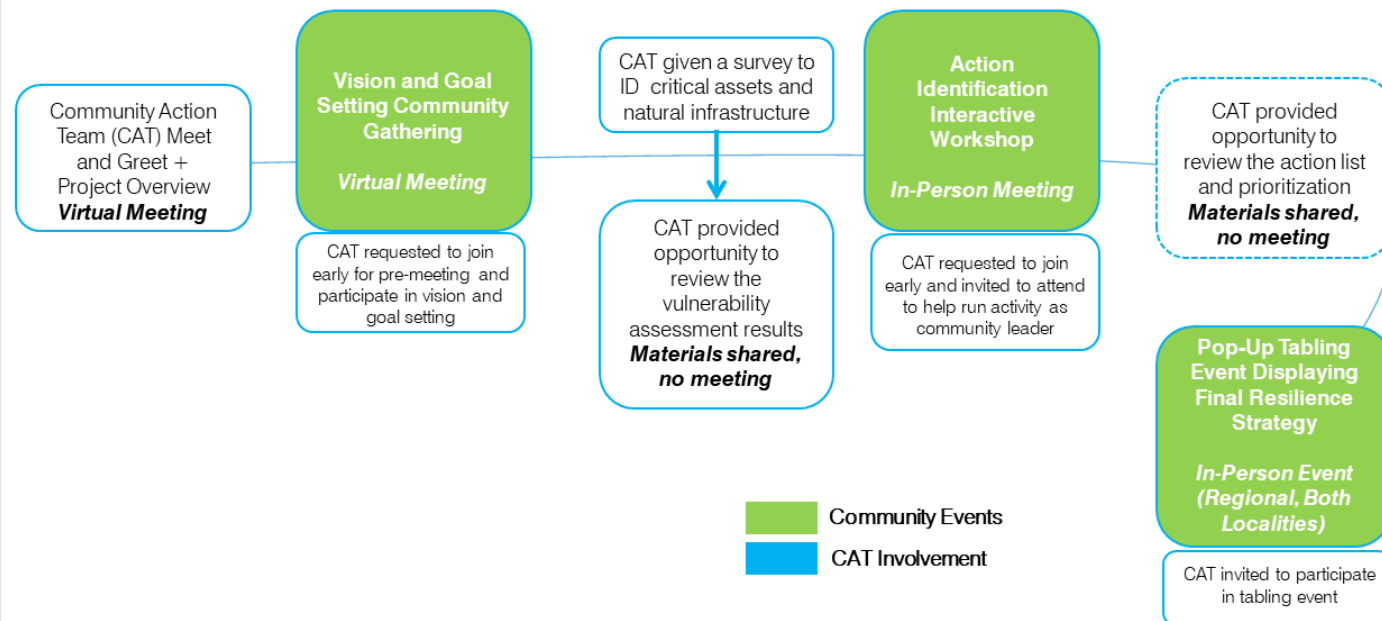 Community Action
Team (CAT) Meet
and Greet +
Project Overview
Virtual Meeting
Vision and Goal
Setting Community
Gathering
Virtual Meeting
CAT requested to join
early for pre-meeting and
participate in vision and
goal setting
CAT given a survey to
ID critical assets and
natural infrastructure
CAT provided
opportunity to
review the
vulnerability
assessment results
Materials shared,
no meeting
Action
Identification
Interactive
Workshop
In-Person Meeting
CAT requested to join
early and invited to attend
to help run activity as
community leader
CAT provided
opportunity to
review the action list
and prioritization
Materials shared,
no meeting
Pop-Up Tabling
Event Displaying
Final Resilience
Strategy
In-Person Event
(Regional, Both
Localities)
CAT invited to participate
in tabling event
Community Events
CAT Involvement